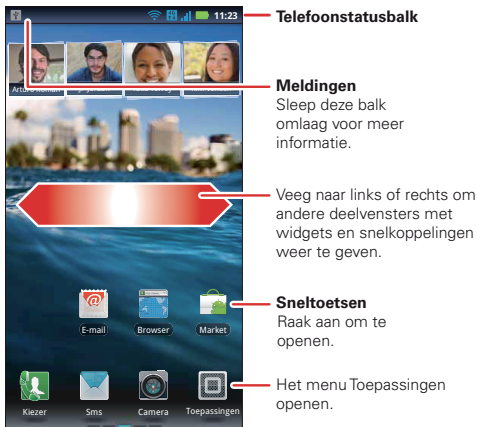 11:23
Telefoonstatusbalk
Meldingen
Sleep deze balk
omlaag voor meer
informatie.
Veeg naar links of rechts om
andere deelvensters met
widgets en snelkoppelingen
weer te geven.
E-mail
Browser
Market
Sneltoetsen
Raak aan om te
openen.
Het menu Toepassingen
openen.
Kiezer
Sms
Camera
Toepassingen